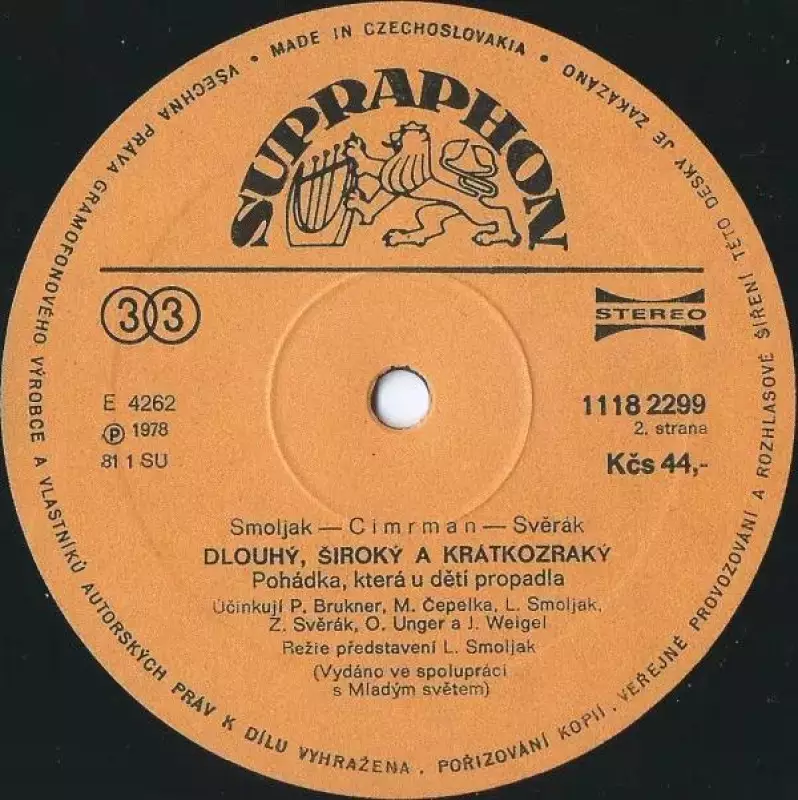 VŠECHNA PRÁVA GRAMOFONOVÉHO VÝROBCE A VLASTNÍKŮ AUTORSKÝCH PRÁV K DÍLU VYHRAŽENA . POŘIZOVÁNÍ KOPIÍ . VEŘEJNÉ PROVOZOVÁNÍ A ROZHLASOVÉ ŠÍŘENÍ TÉTO DESKY JE ZAKÁZÁNO
• MADE IN CZECHOSLOVAKIA •
SUPRAPHON
33
STEREO
E 4262
Ⓟ 1978
81 1 SU
1118 2299
2. strana
Kčs 44,-
Smoljak — Cimrman — Svěrák
DLOUHÝ, ŠIROKÝ A KRÁTKOZRAKÝ
Pohádka, která u dětí propadla
Účinkují P. Brukner, M. Čepelka, L. Smoljak,
Z. Svěrák, O. Unger a J. Weigel
Režie představení L. Smoljak
(Vydáno ve spolupráci
s Mladým světem)